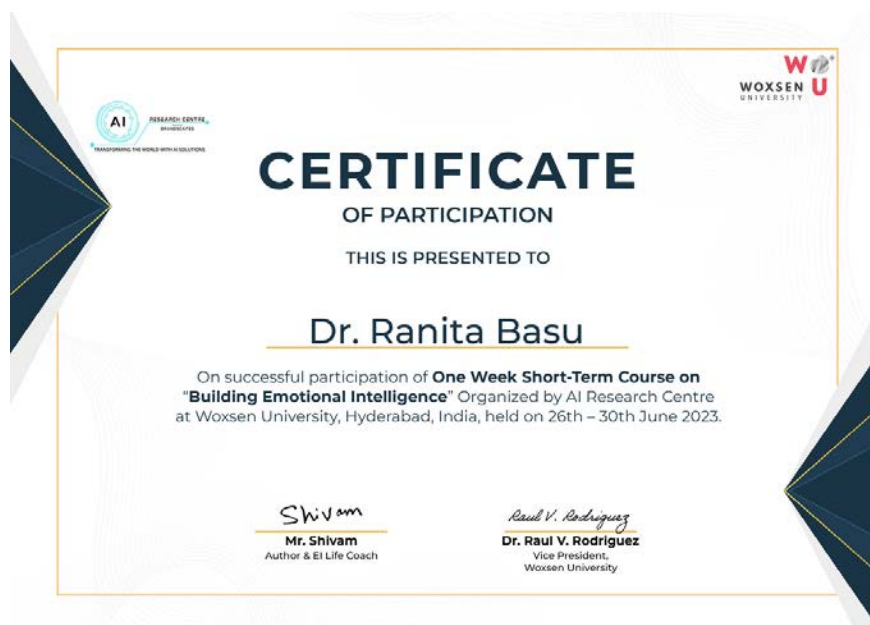 WOXSEN
UNIVERSITY
W
U
AI
RESEARCH CENTRE
TRANSFORMING THE WORLD WITH AI SOLUTIONS
CERTIFICATE
OF PARTICIPATION
THIS IS PRESENTED TO
Dr. Ranita Basu
On successful participation of One Week Short-Term Course on
"Building Emotional Intelligence" Organized by AI Research Centre
at Woxsen University, Hyderabad, India, held on 26th – 30th June 2023.
Shivam
Mr. Shivam
Author & EI Life Coach
Raul V. Rodriguez
Dr. Raul V. Rodriguez
Vice President,
Woxsen University